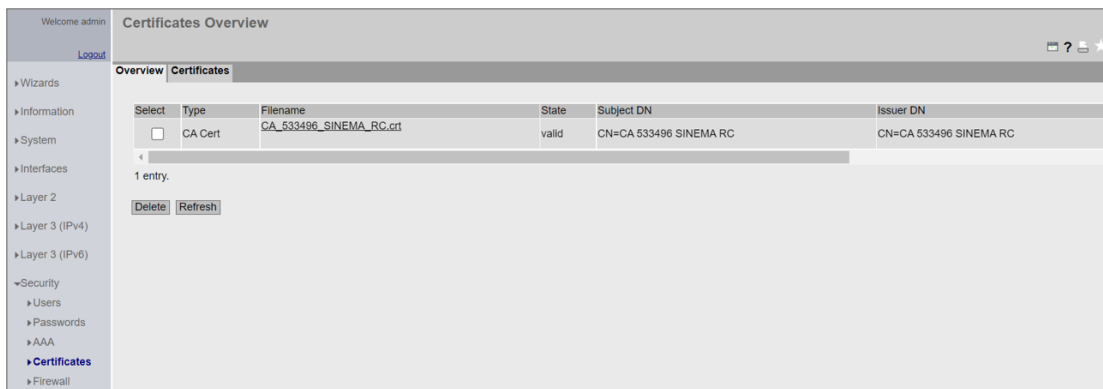 Welcome admin
Logout
Wizards
Information
System
Interfaces
Layer 2
Layer 3 (IPv4)
Layer 3 (IPv6)
Security
Users
Passwords
AAA
Certificates
Firewall
Certificates Overview
?
Overview Certificates
Select Type Filename State Subject DN Issuer DN
CA Cert CA_533496_SINEMA_RC.crt valid CN=CA 533496 SINEMA RC CN=CA 533496 SINEMA RC
1 entry.
Delete Refresh